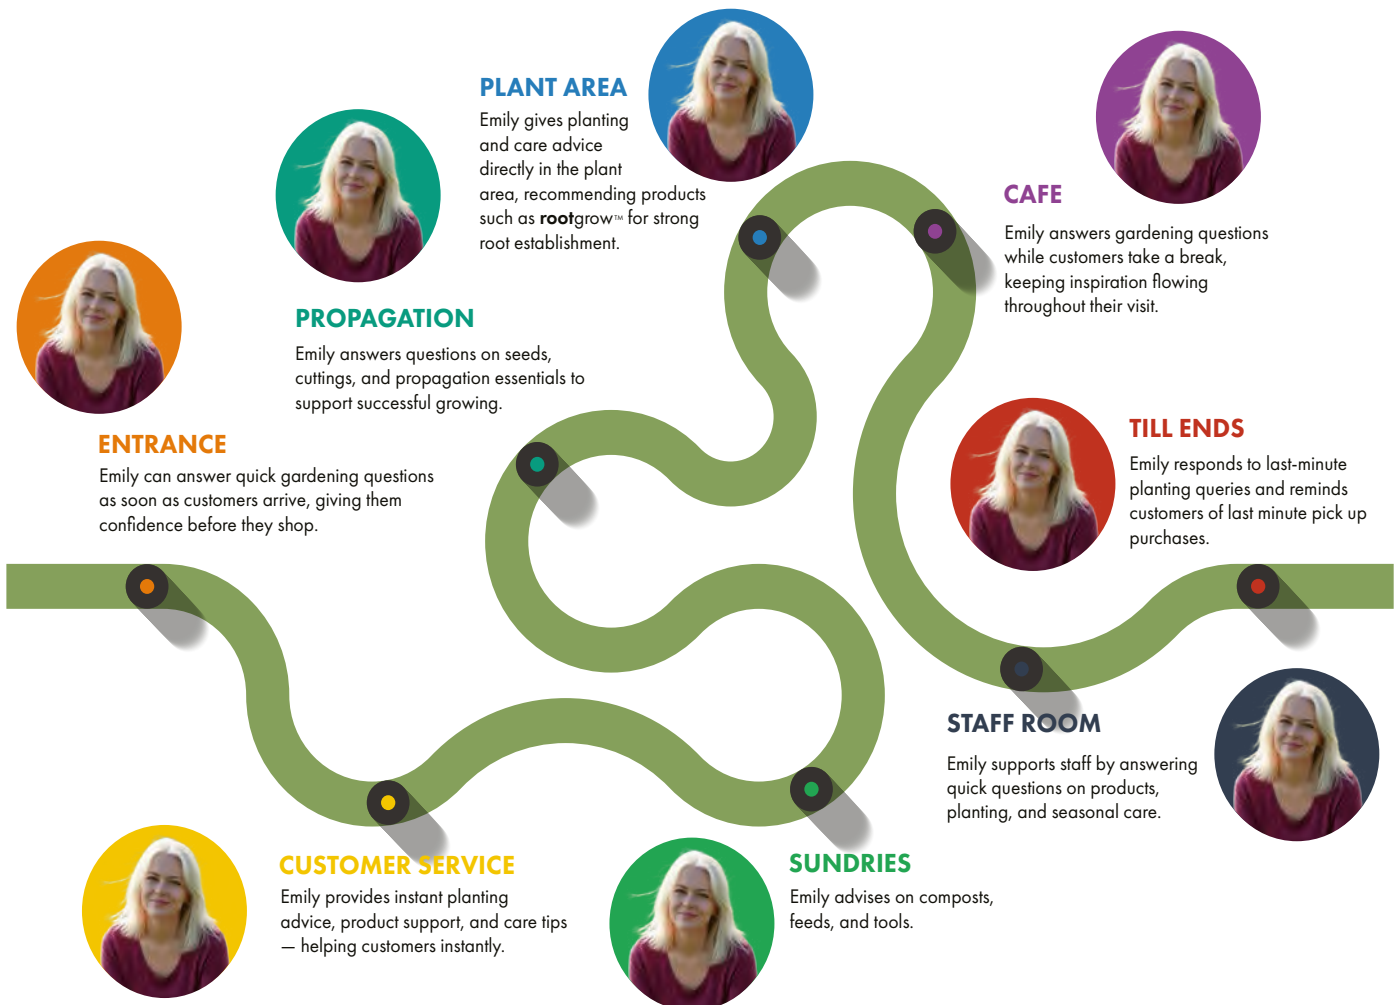 PLANT AREA
Emily gives planting
and care advice
directly in the plant
area, recommending products
such as rootgrow™ for strong
root establishment.
CAFE
Emily answers gardening questions
while customers take a break,
keeping inspiration flowing
throughout their visit.
PROPAGATION
Emily answers questions on seeds,
cuttings, and propagation essentials to
support successful growing.
ENTRANCE
Emily can answer quick gardening questions
as soon as customers arrive, giving them
confidence before they shop.
TILL ENDS
Emily responds to last-minute
planting queries and reminds
customers of last minute pick up
purchases.
STAFF ROOM
Emily supports staff by answering
quick questions on products,
planting, and seasonal care.
CUSTOMER SERVICE
Emily provides instant planting
advice, product support, and care tips
— helping customers instantly.
SUNDRIES
Emily advises on composts,
feeds, and tools.